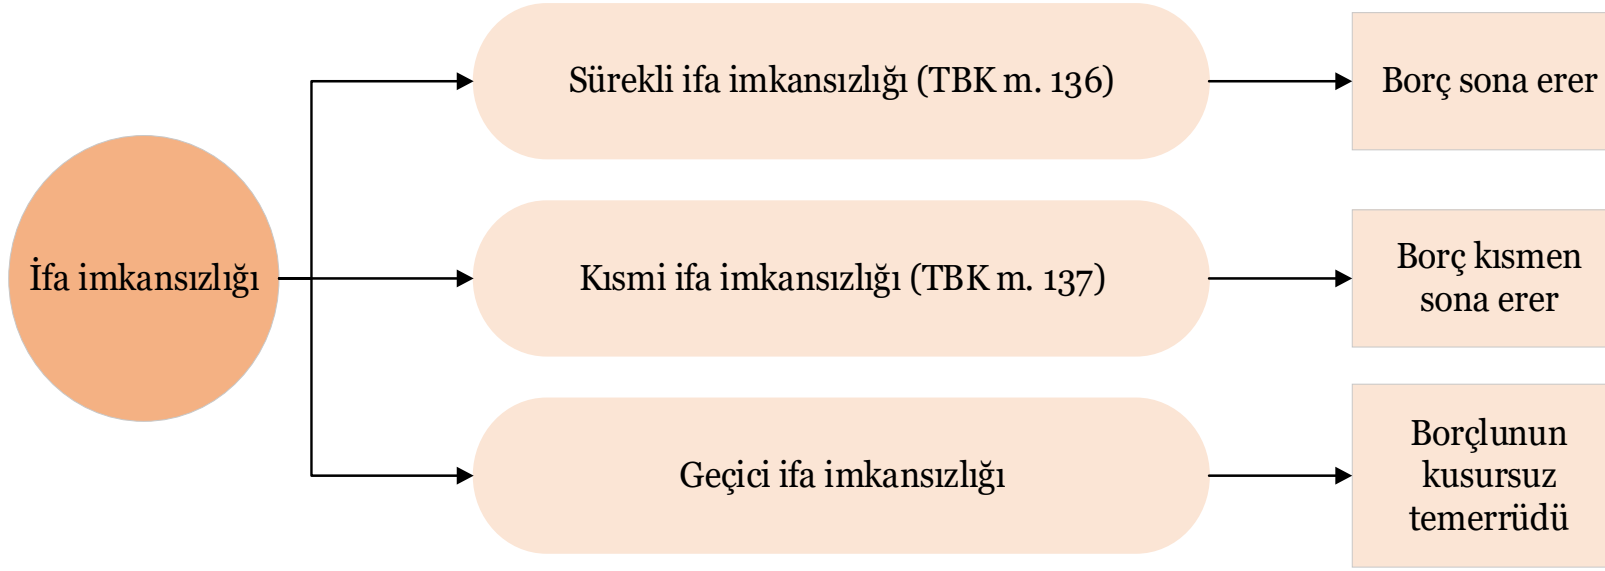 İfa imkansızlığı
Sürekli ifa imkansızlığı (TBK m. 136)
Borç sona erer
Kısmi ifa imkansızlığı (TBK m. 137)
Borç kısmen
sona erer
Geçici ifa imkansızlığı
Borçlunun
kusursuz
temerrüdü